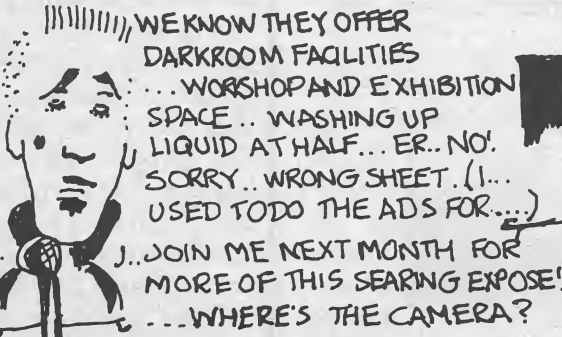 WE KNOW THEY OFFER
DARKROOM FACILITIES
... WORKSHOP AND EXHIBITION
SPACE.. WASHING UP
LIQUID AT HALF... ER.. NO!
SORRY.. WRONG SHEET. (I...
USED TO DO THE ADS FOR....)
J..JOIN ME NEXT MONTH FOR
MORE OF THIS SEARING EXPOSE!
....WHERE'S THE CAMERA?